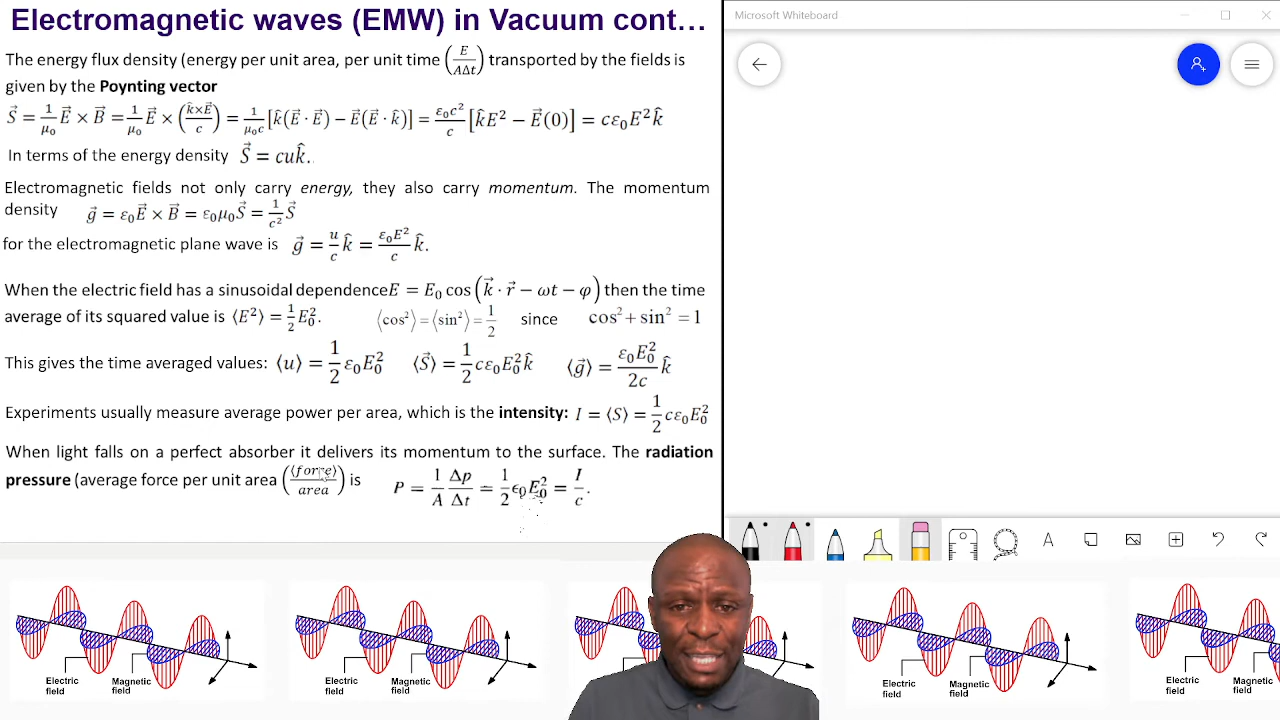 Electromagnetic waves (EMW) in Vacuum cont…
The energy flux density (energy per unit area, per unit time (E/AΔt) transported by the fields is
given by the Poynting vector
S⃗ = 1/μ₀ E⃗ × B⃗ = 1/μ₀ E⃗ × (k̂×E⃗/c) = 1/μ₀c [k̂(E⃗ · E⃗) − E⃗(E⃗ · k̂)] = ε₀c²/c [k̂E² − E⃗(0)] = cε₀E²k̂
In terms of the energy density S⃗ = cuk̂.
Electromagnetic fields not only carry energy, they also carry momentum. The momentum
density g⃗ = ε₀E⃗ × B⃗ = ε₀μ₀S⃗ = 1/c² S⃗
for the electromagnetic plane wave is g⃗ = u/c k̂ = ε₀E²/c k̂.
When the electric field has a sinusoidal dependence E = E₀ cos(k⃗ · r⃗ − ωt − φ) then the time
average of its squared value is ⟨E²⟩ = ½E₀². ⟨cos²⟩ = ⟨sin²⟩ = 1/2 since cos² + sin² = 1
This gives the time averaged values: ⟨u⟩ = 1/2 ε₀E₀² ⟨S⃗⟩ = 1/2 cε₀E₀²k̂ ⟨g⃗⟩ = ε₀E₀²/2c k̂
Experiments usually measure average power per area, which is the intensity: I = ⟨S⟩ = 1/2 cε₀E₀²
When light falls on a perfect absorber it delivers its momentum to the surface. The radiation
pressure (average force per unit area (⟨force⟩/area) is P = 1/A Δp/Δt = 1/2 ϵ₀E₀² = I/c.
Microsoft Whiteboard
A
Electric field
Magnetic field
Electric field
Magnetic field
Electric field
Magnetic field
Electric field
Magnetic field